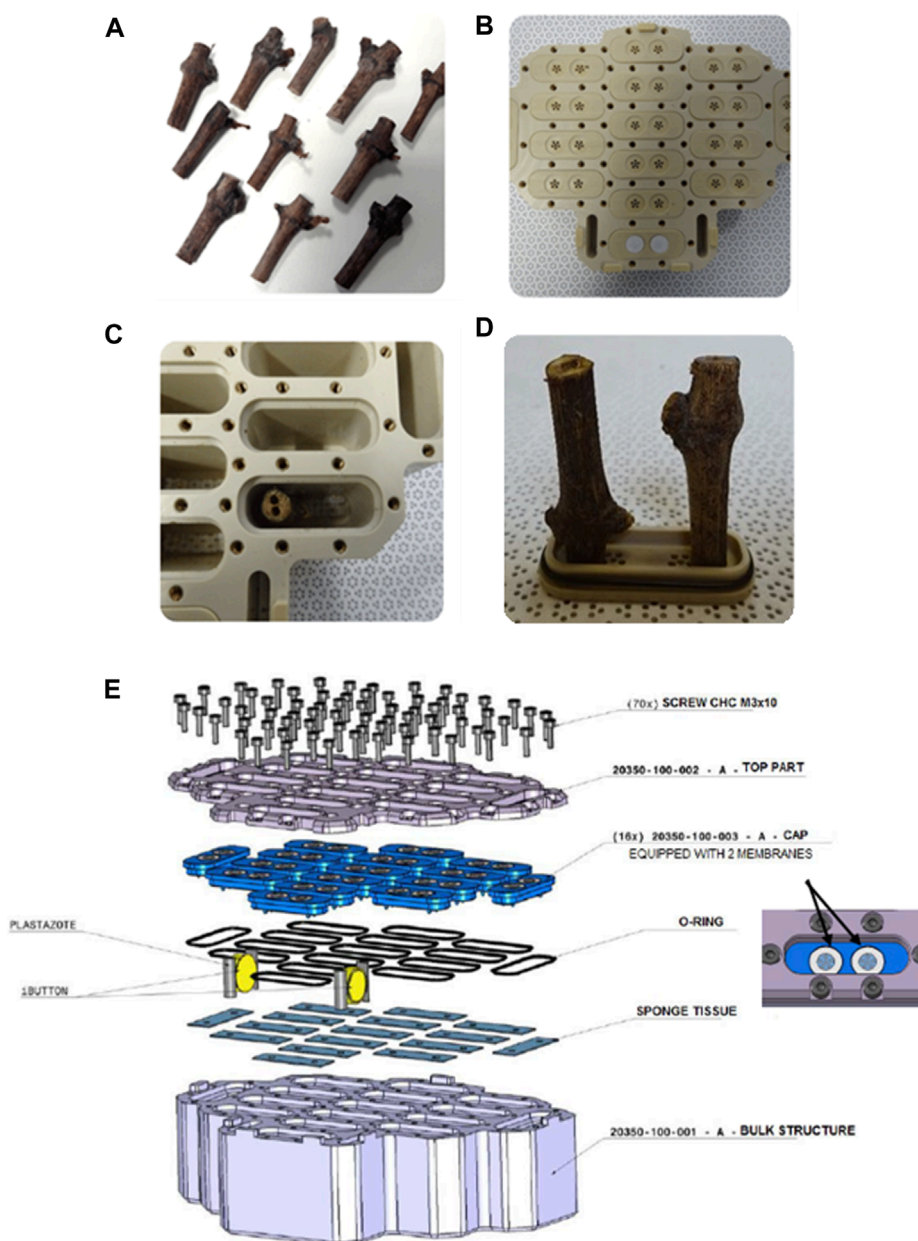 A
B
C
D
E
(70x) SCREW CHC M3x10
20350-100-002 - A - TOP PART
(16x) 20350-100-003 - A - CAP
EQUIPPED WITH 2 MEMBRANES
PLASTAZOTE
O-RING
iBUTTON
SPONGE TISSUE
20350-100-001 - A - BULK STRUCTURE